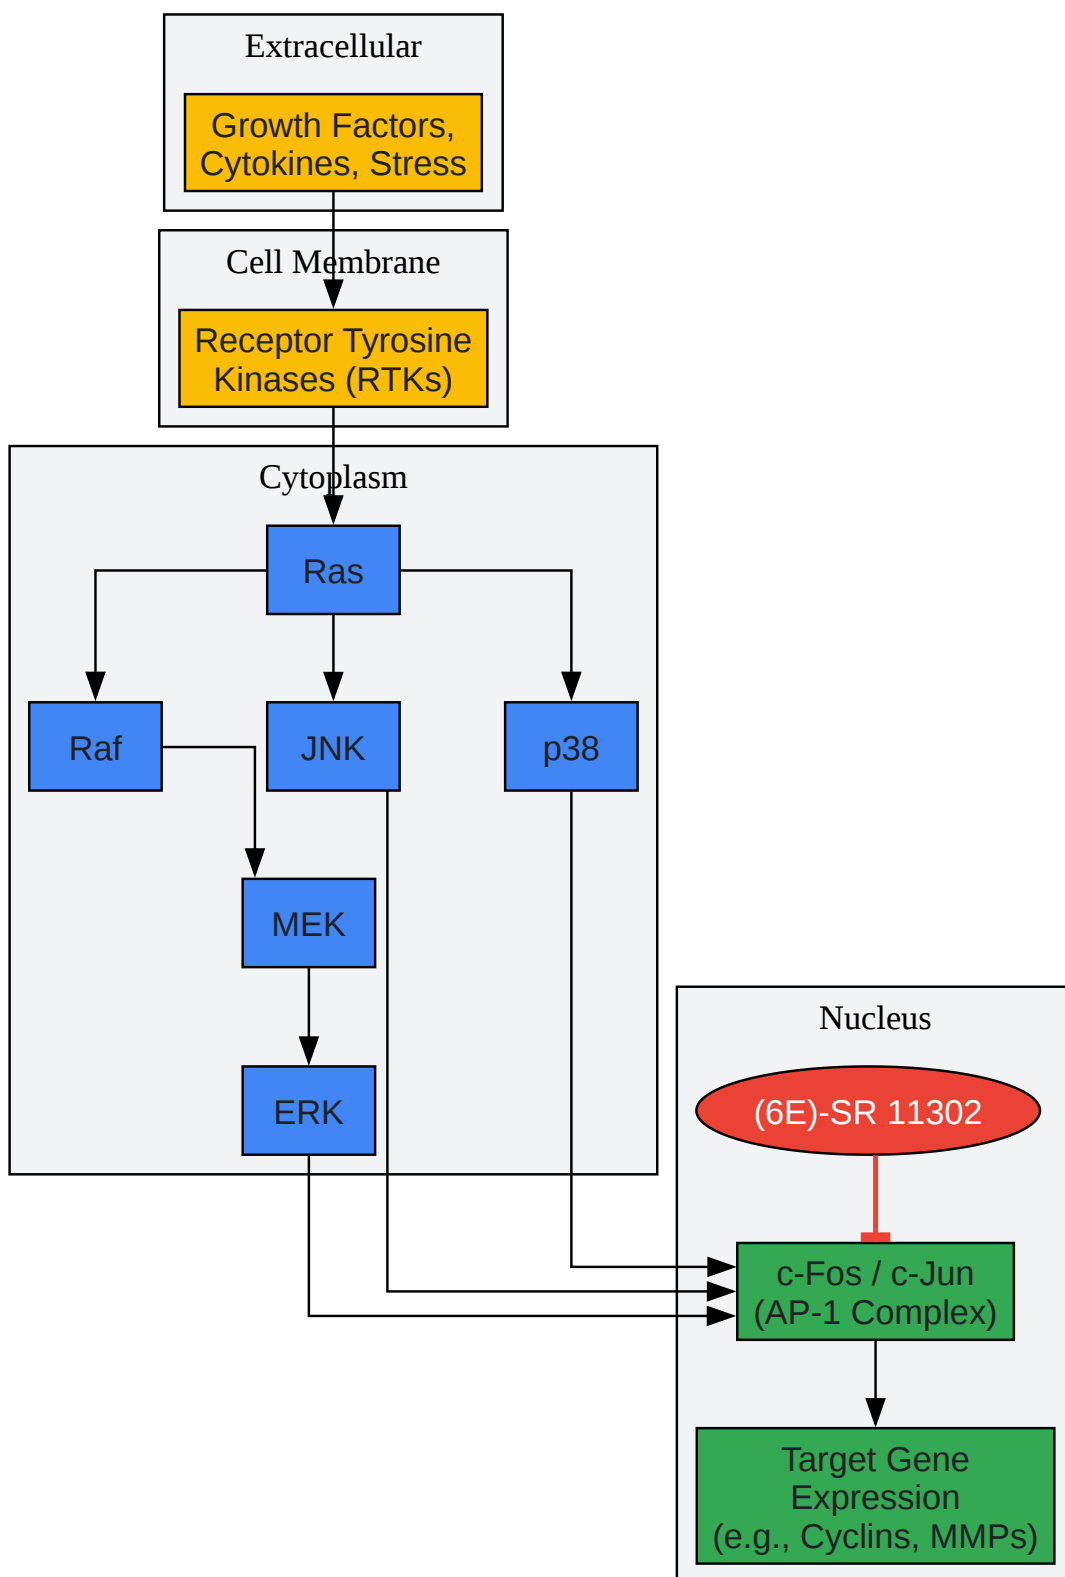 Extracellular
Growth Factors,
Cytokines, Stress
Cell Membrane
Receptor Tyrosine
Kinases (RTKs)
Cytoplasm
Ras
Raf
JNK
p38
MEK
ERK
Nucleus
(6E)-SR 11302
c-Fos / c-Jun
(AP-1 Complex)
Target Gene
Expression
(e.g., Cyclins, MMPs)